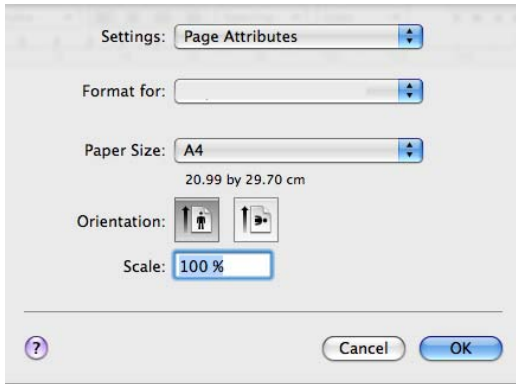 Settings: Page Attributes
Format for:
Paper Size: A4
20.99 by 29.70 cm
Orientation:
Scale: 100 %
? Cancel OK